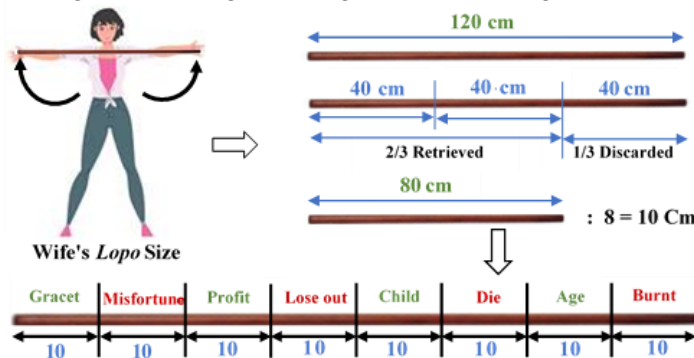 120 cm
40 cm 40 cm 40 cm
2/3 Retrieved 1/3 Discarded
80 cm
: 8 = 10 Cm
Wife's Lopo Size
Gracet Misfortune Profit Lose out Child Die Age Burnt
10 10 10 10 10 10 10 10